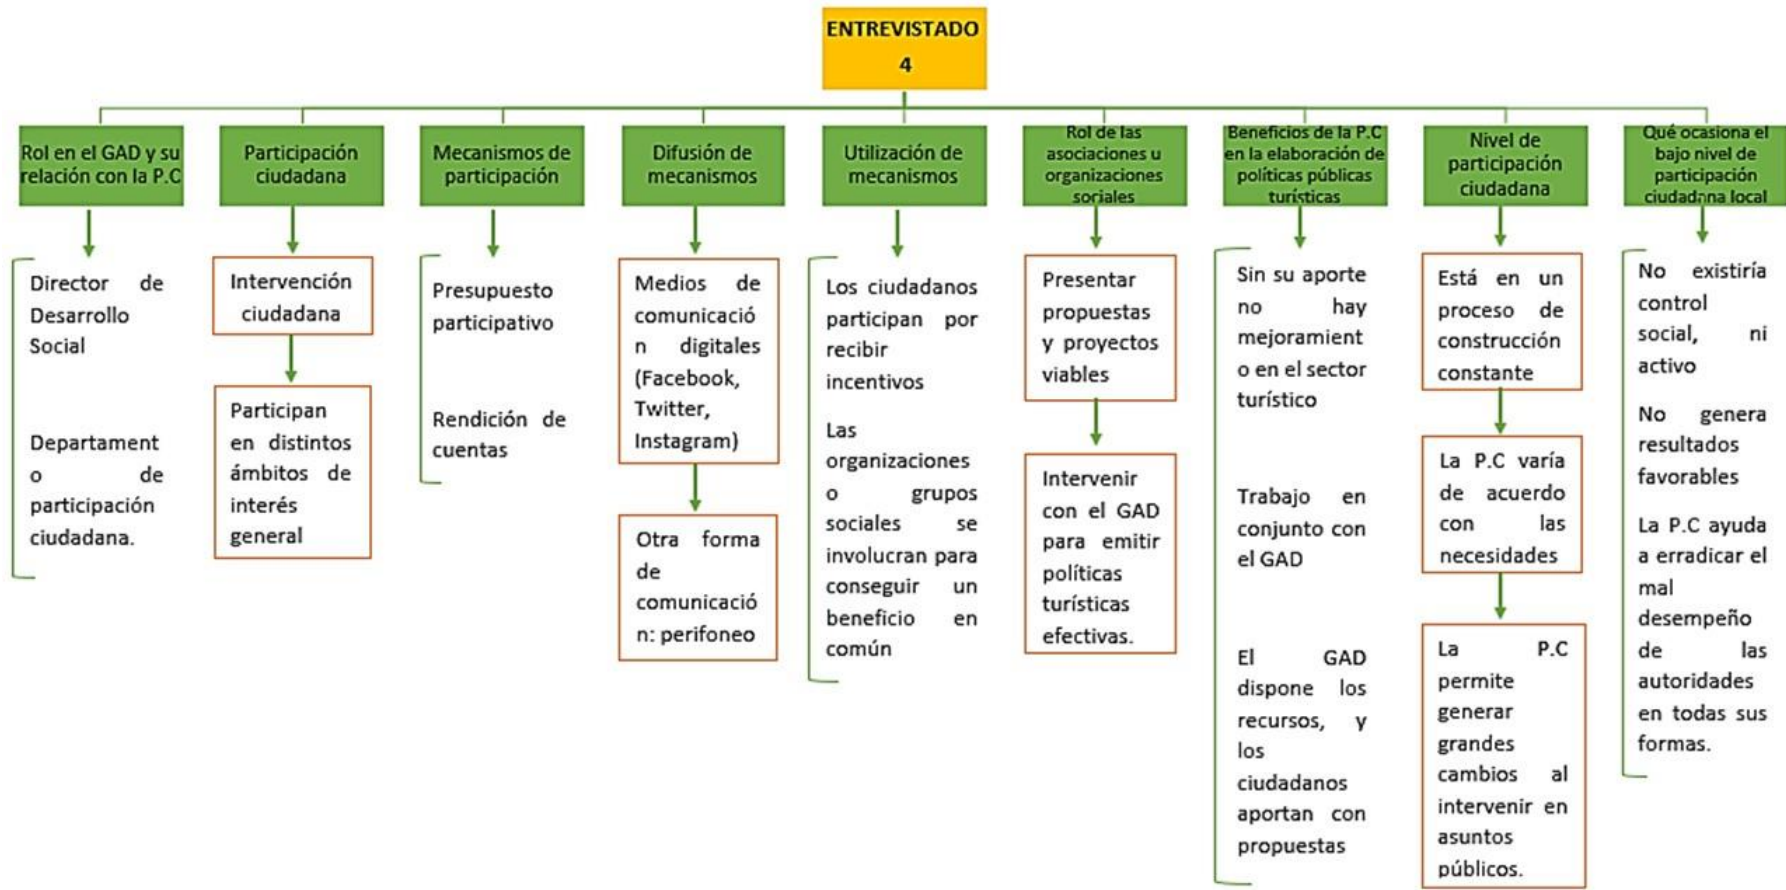 ENTREVISTADO
4
Rol en el GAD y su
relación con la P.C
Director de
Desarrollo
Social
Departament
o de
participación
ciudadana.
Participación
ciudadana
Intervención
ciudadana
Participan
en distintos
ámbitos de
interés
general
Mecanismos de
participación
Presupuesto
participativo
Rendición de
cuentas
Difusión de
mecanismos
Medios de
comunicació
n digitales
(Facebook,
Twitter,
Instagram)
Otra forma
de
comunicació
n: perifoneo
Utilización de
mecanismos
Los ciudadanos
participan por
recibir
incentivos
Las
organizaciones
o grupos
sociales se
involucran para
conseguir un
beneficio en
común
Rol de las
asociaciones u
organizaciones
sociales
Presentar
propuestas
y proyectos
viables
Intervenir
con el GAD
para emitir
políticas
turísticas
efectivas.
Beneficios de la P.C
en la elaboración de
políticas públicas
turísticas
Sin su aporte
no hay
mejoramient
o en el sector
turístico
Trabajo en
conjunto con
el GAD
El GAD
dispone los
recursos, y
los
ciudadanos
aportan con
propuestas
Nivel de
participación
ciudadana
Está en un
proceso de
construcción
constante
La P.C varía
de acuerdo
con las
necesidades
La P.C
permite
generar
grandes
cambios al
intervenir en
asuntos
públicos.
Qué ocasiona el
bajo nivel de
participación
ciudadana local
No existiría
control
social, ni
activo
No genera
resultados
favorables
La P.C ayuda
a erradicar el
mal
desempeño
de las
autoridades
en todas sus
formas.